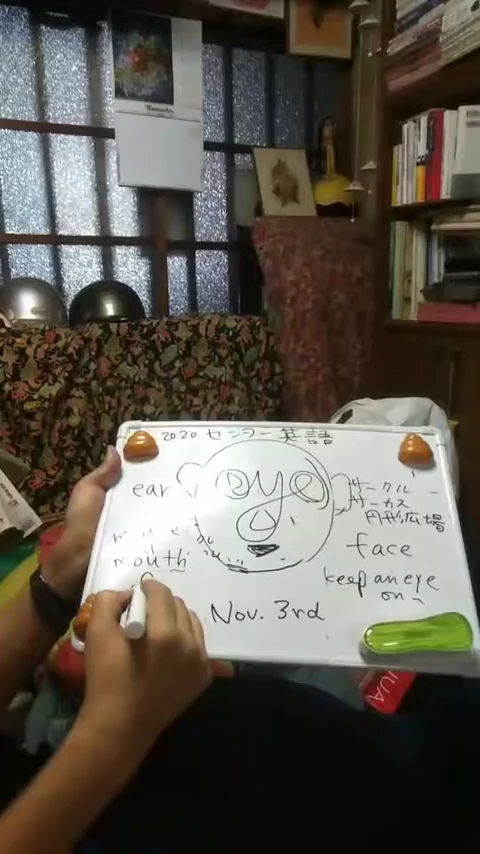 2020 センター英語
eye
ear
サークル
サーカス
円形広場
mouth
face
keep an eye
on~
Nov. 3rd